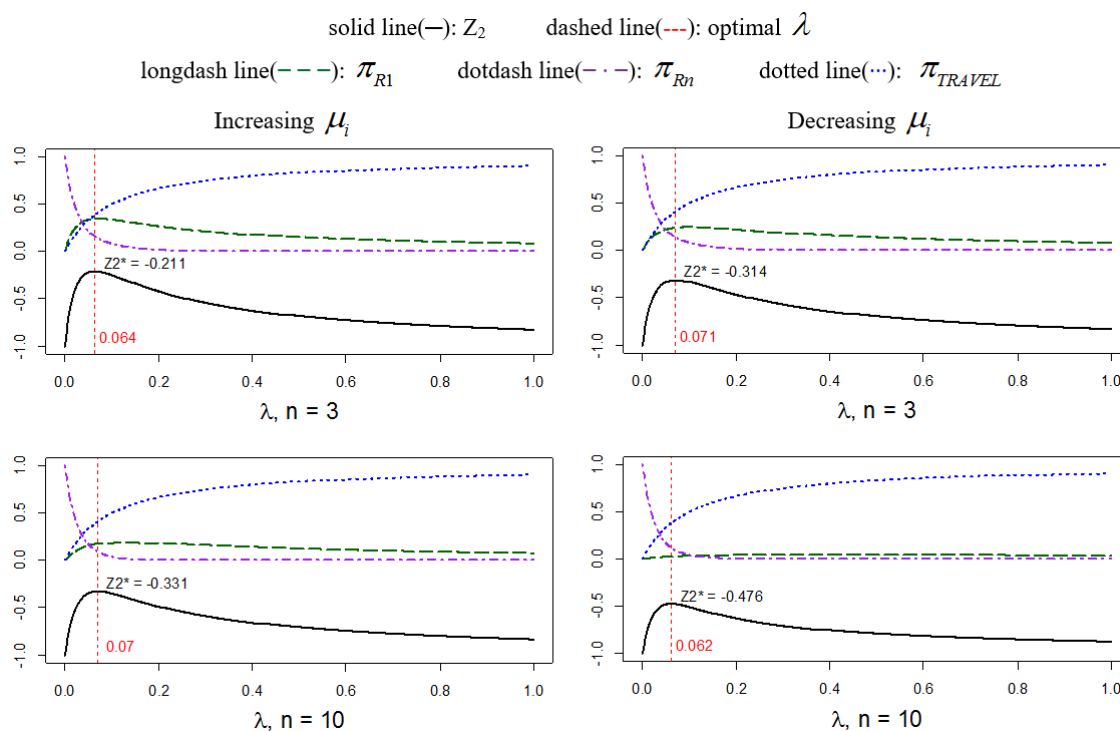 solid line(—): Z₂ dashed line(---): optimal λ
longdash line(-----): π_R1 dotdash line(-·-·-): π_Rn dotted line(···): π_TRAVEL
Increasing μ_i Decreasing μ_i
1.0
0.5
0.0
-0.5
-1.0
Z2* = -0.211
0.064
0.0 0.2 0.4 0.6 0.8 1.0
λ, n = 3
1.0
0.5
0.0
-0.5
-1.0
Z2* = -0.314
0.071
0.0 0.2 0.4 0.6 0.8 1.0
λ, n = 3
1.0
0.5
0.0
-0.5
-1.0
Z2* = -0.331
0.07
0.0 0.2 0.4 0.6 0.8 1.0
λ, n = 10
1.0
0.5
0.0
-0.5
-1.0
Z2* = -0.476
0.062
0.0 0.2 0.4 0.6 0.8 1.0
λ, n = 10